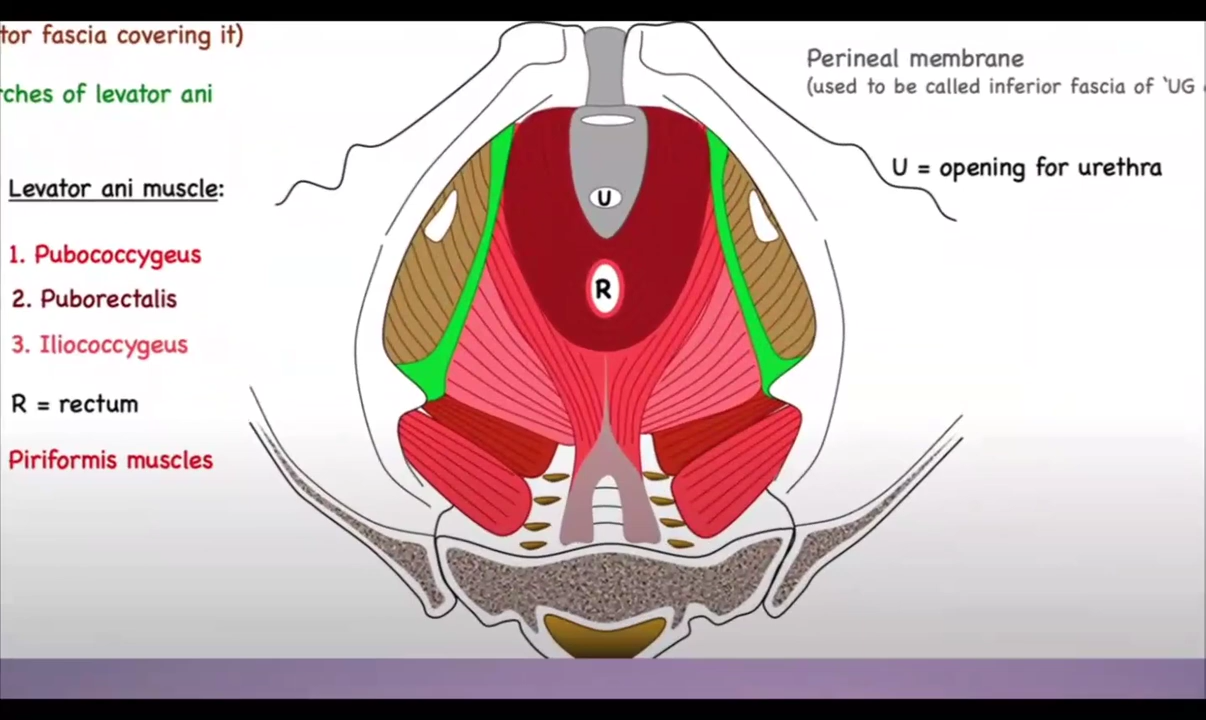 tor fascia covering it)
rches of levator ani
Levator ani muscle:
1. Pubococcygeus
2. Puborectalis
3. Iliococcygeus
R = rectum
Piriformis muscles
U
R
Perineal membrane
(used to be called inferior fascia of 'UG
U = opening for urethra